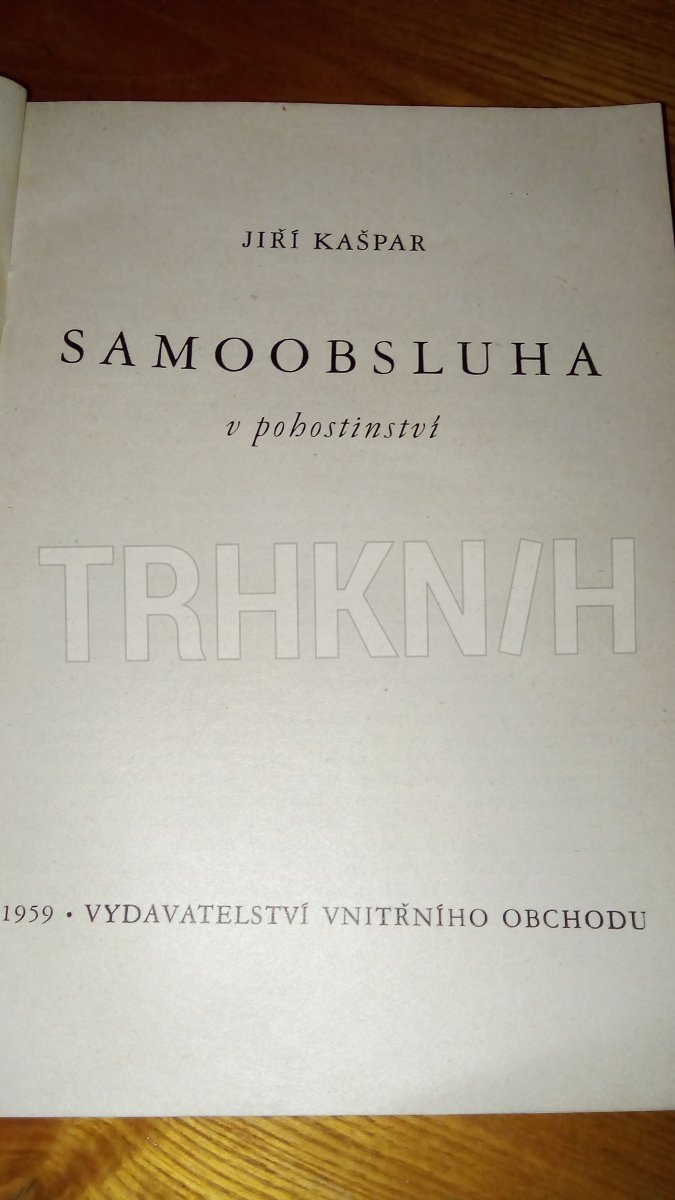 JIŘÍ KAŠPAR
SAMOOBSLUHA
v pohostinství
TRHKNIH
1959 • VYDAVATELSTVÍ VNITŘNÍHO OBCHODU